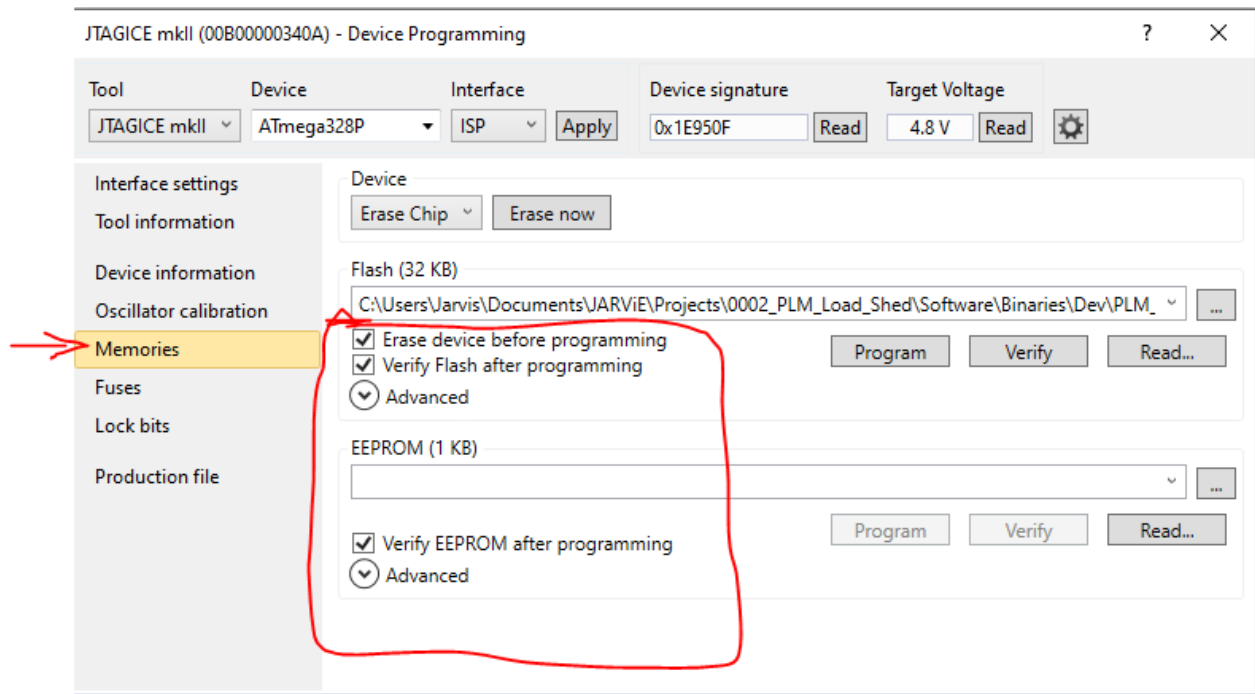 JTAGICE mkII (00B00000340A) - Device Programming
?
Tool Device Interface Device signature Target Voltage
JTAGICE mkII ATmega328P ISP Apply 0x1E950F Read 4.8 V Read
Interface settings
Tool information
Device information
Oscillator calibration
Memories
Fuses
Lock bits
Production file
Device
Erase Chip Erase now
Flash (32 KB)
C:\Users\Jarvis\Documents\JARViE\Projects\0002_PLM_Load_Shed\Software\Binaries\Dev\PLM_ ...
Erase device before programming
Verify Flash after programming
Program Verify Read...
Advanced
EEPROM (1 KB)
...
Program Verify Read...
Verify EEPROM after programming
Advanced